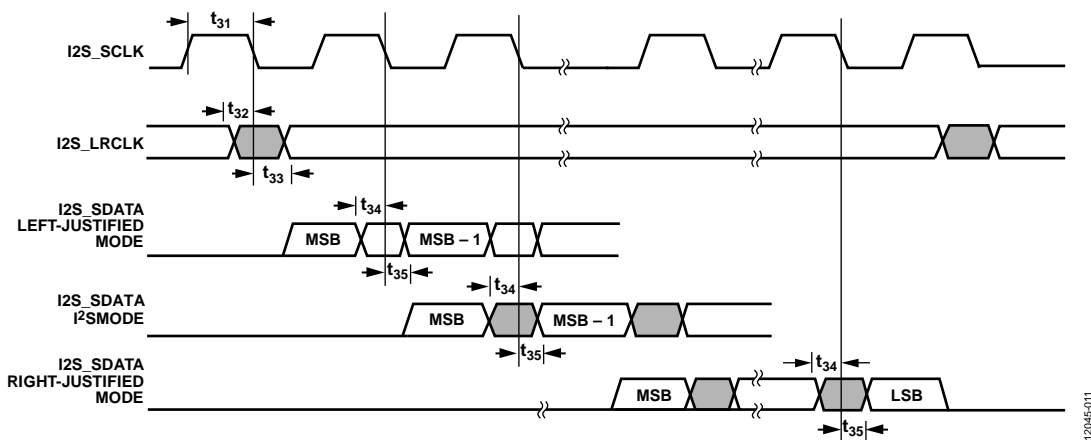 t31
I2S_SCLK
t32
I2S_LRCLK
t33
I2S_SDATA
LEFT-JUSTIFIED
MODE
t34
MSB
MSB – 1
t35
I2S_SDATA
I²SMODE
t34
MSB
MSB – 1
t35
I2S_SDATA
RIGHT-JUSTIFIED
MODE
t34
MSB
LSB
t35
12045-011